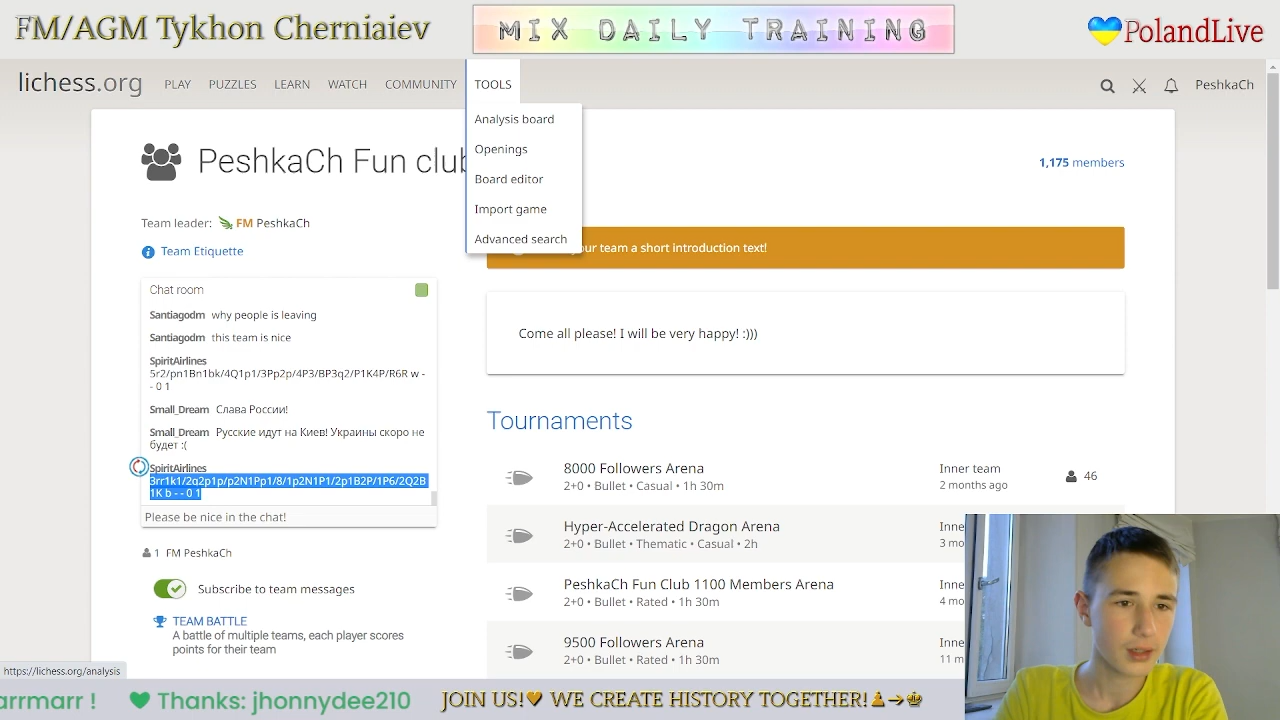 FM/AGM Tykhon Cherniaiev
MIX DAILY TRAINING
PolandLive
lichess.org
PLAY
PUZZLES
LEARN
WATCH
COMMUNITY
TOOLS
PeshkaCh
Analysis board
Openings
Board editor
Import game
Advanced search
PeshkaCh Fun club
1,175 members
Team leader: FM PeshkaCh
Team Etiquette
your team a short introduction text!
Chat room
Santiagodm why people is leaving
Santiagodm this team is nice
SpiritAirlines
5r2/pn1Bn1bk/4Q1p1/3Pp2p/4P3/BP3q2/P1K4P/R6R w -
- 0 1
Small_Dream Слава России!
Small_Dream Русские идут на Киев! Украины скоро не
будет :(
SpiritAirlines
3rr1k1/2q2p1p/p2N1Pp1/8/1p2N1P1/2p1B2P/1P6/2Q2B
1K b - - 0 1
Please be nice in the chat!
1 FM PeshkaCh
Subscribe to team messages
TEAM BATTLE
A battle of multiple teams, each player scores
points for their team
Come all please! I will be very happy! :)))
Tournaments
8000 Followers Arena
2+0 • Bullet • Casual • 1h 30m
Inner team
2 months ago
46
Hyper-Accelerated Dragon Arena
2+0 • Bullet • Thematic • Casual • 2h
Inne
3 mo
PeshkaCh Fun Club 1100 Members Arena
2+0 • Bullet • Rated • 1h 30m
Inne
4 mo
9500 Followers Arena
2+0 • Bullet • Rated • 1h 30m
Inne
11 m
https://lichess.org/analysis
arrmarr !
Thanks: jhonnydee210
JOIN US!♥ WE CREATE HISTORY TOGETHER!♟→♚